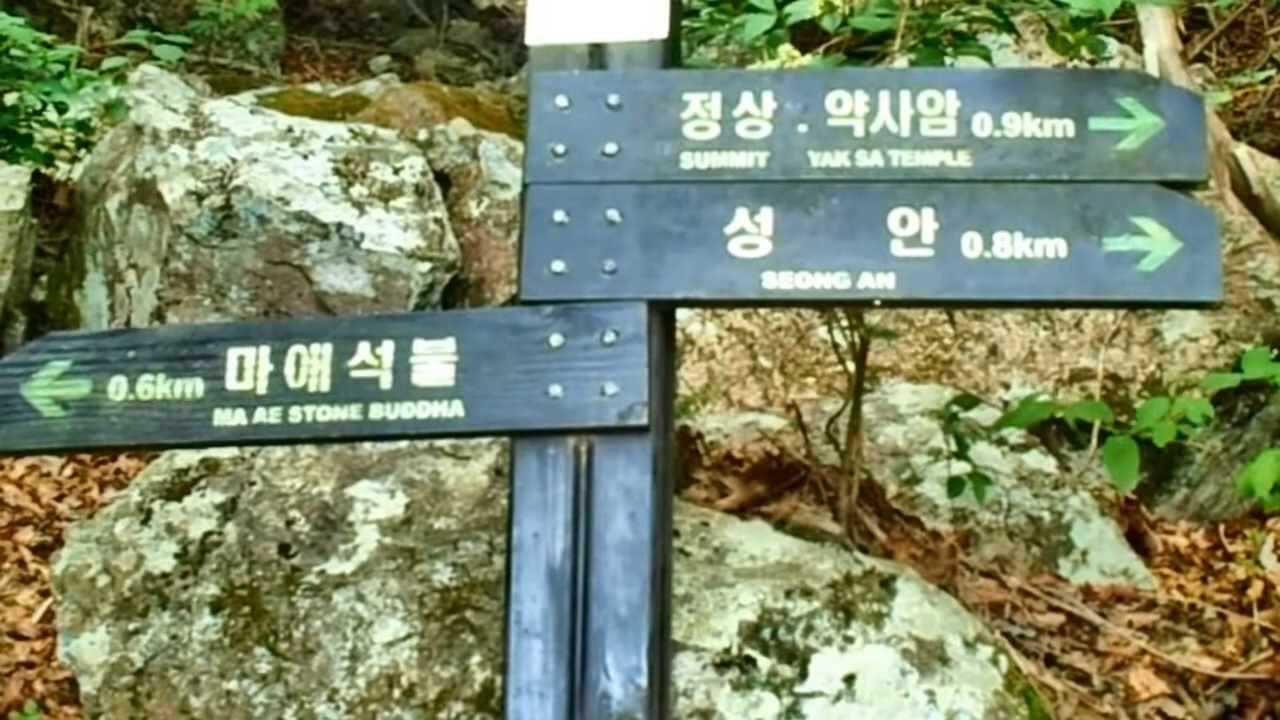 정상 . 약사암 0.9km
SUMMIT YAK SA TEMPLE
성 안 0.8km
SEONG AN
0.6km 마애석불
MA AE STONE BUDDHA